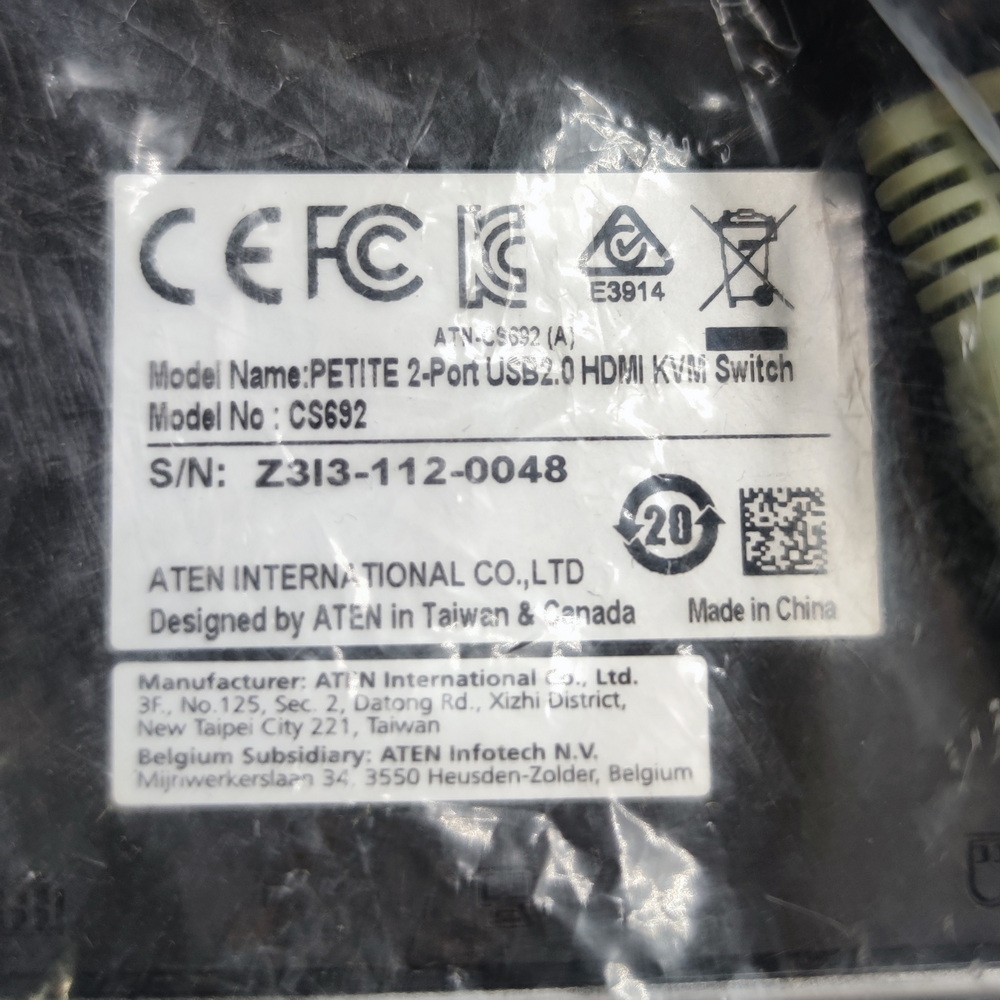 CE FC KC
E3914
ATN-CS692 (A)
Model Name:PETITE 2-Port USB2.0 HDMI KVM Switch
Model No : CS692
S/N: Z3I3-112-0048
20
ATEN INTERNATIONAL CO.,LTD
Designed by ATEN in Taiwan & Canada
Made in China
Manufacturer: ATEN International Co., Ltd.
3F., No.125, Sec. 2, Datong Rd., Xizhi District,
New Taipei City 221, Taiwan
Belgium Subsidiary: ATEN Infotech N.V.
Mijnwerkerslaan 34, 3550 Heusden-Zolder, Belgium